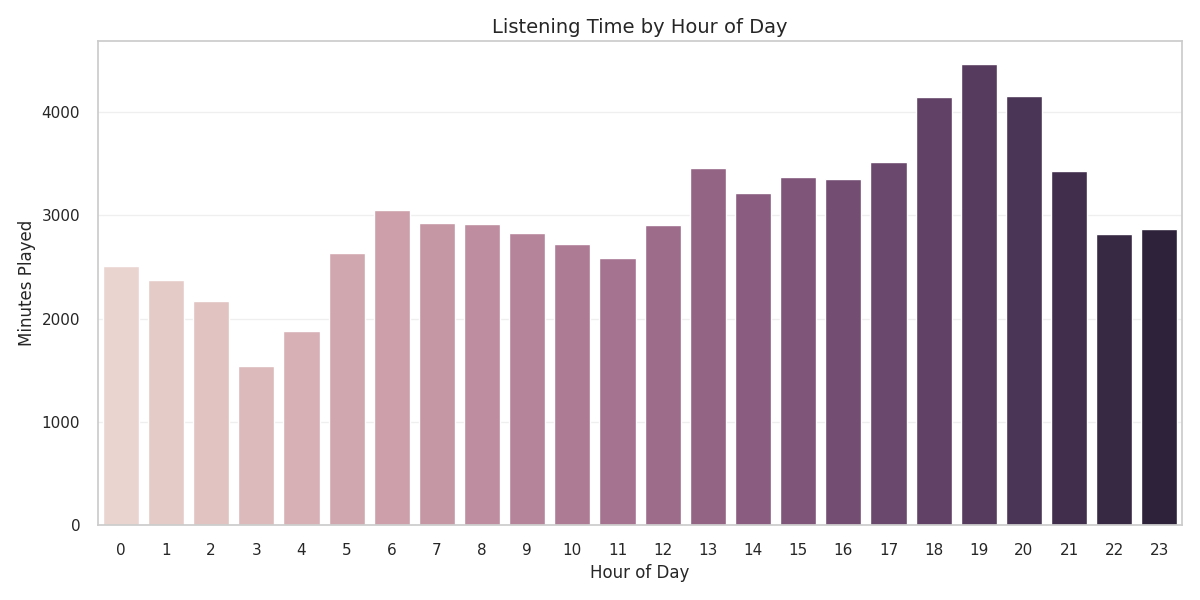 Listening Time by Hour of Day
Minutes Played
4000
3000
2000
1000
0
0 1 2 3 4 5 6 7 8 9 10 11 12 13 14 15 16 17 18 19 20 21 22 23
Hour of Day